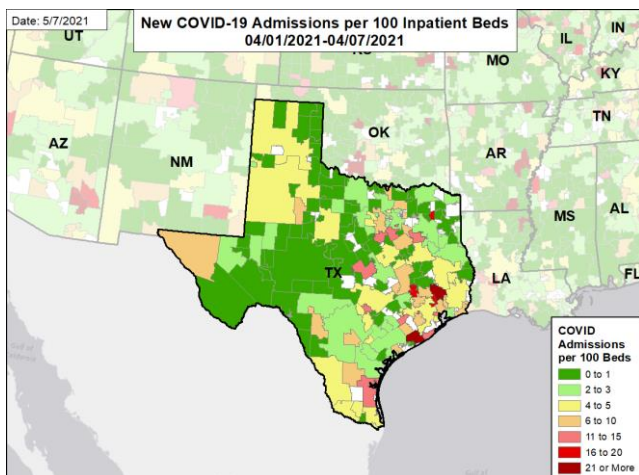 Date: 5/7/2021
New COVID-19 Admissions per 100 Inpatient Beds
04/01/2021-04/07/2021
UT
MO
IL
IN
KY
TN
AZ
NM
OK
AR
MS
AL
TX
LA
FL
COVID
Admissions
per 100 Beds
0 to 1
2 to 3
4 to 5
6 to 10
11 to 15
16 to 20
21 or More